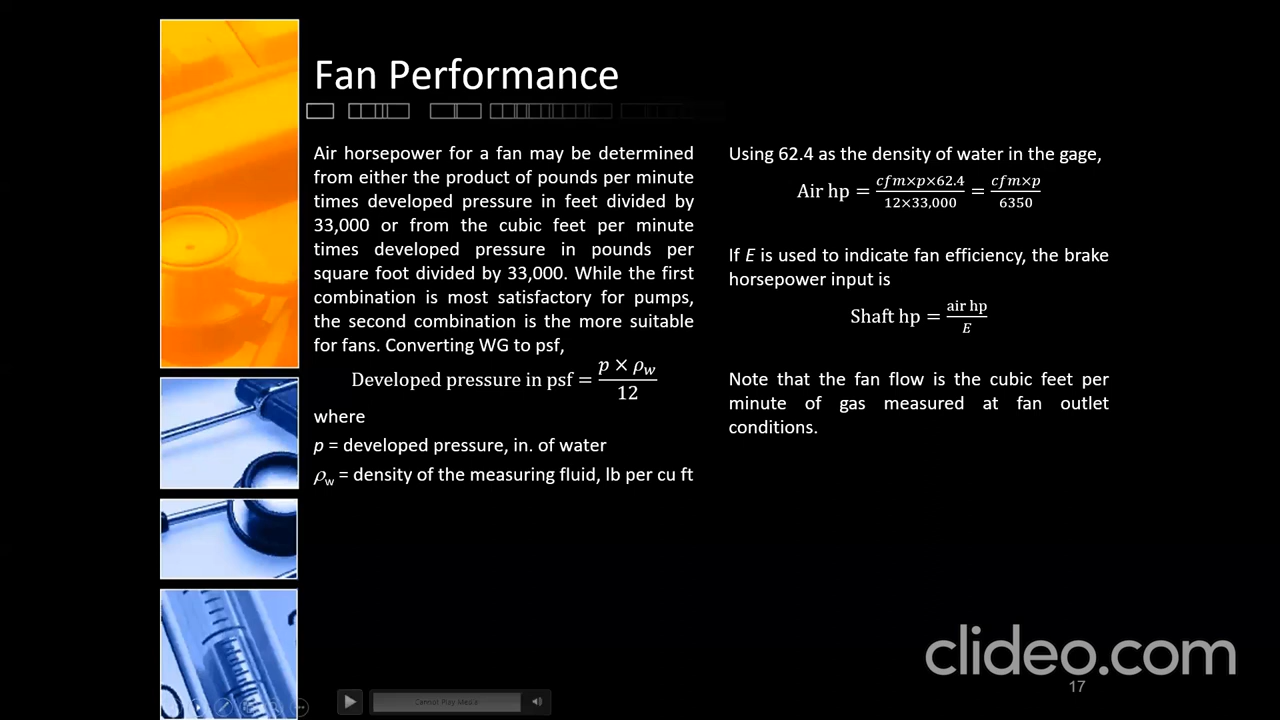 Fan Performance
Air horsepower for a fan may be determined
from either the product of pounds per minute
times developed pressure in feet divided by
33,000 or from the cubic feet per minute
times developed pressure in pounds per
square foot divided by 33,000. While the first
combination is most satisfactory for pumps,
the second combination is the more suitable
for fans. Converting WG to psf,
Developed pressure in psf = (p × ρw)/12
where
p = developed pressure, in. of water
ρw = density of the measuring fluid, lb per cu ft
Using 62.4 as the density of water in the gage,
Air hp = (cfm×p×62.4)/(12×33,000) = (cfm×p)/6350
If E is used to indicate fan efficiency, the brake
horsepower input is
Shaft hp = (air hp)/E
Note that the fan flow is the cubic feet per
minute of gas measured at fan outlet
conditions.
clideo.com
17
Cannot Play Media